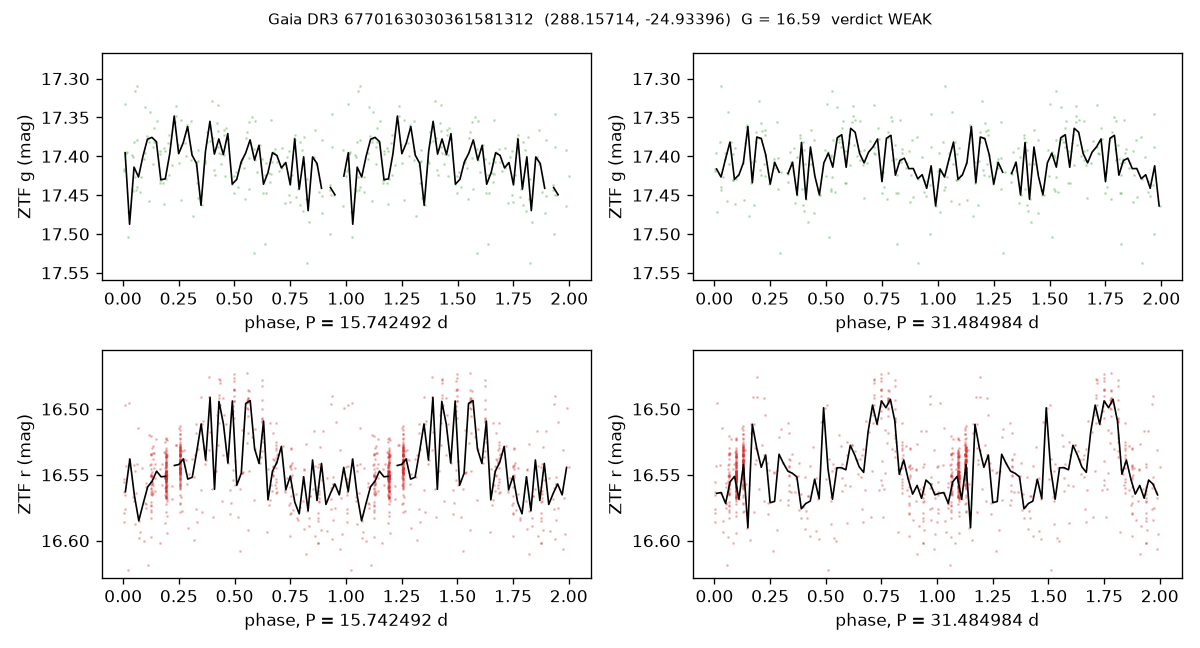 Gaia DR3 6770163030361581312 (288.15714, -24.93396) G = 16.59 verdict WEAK
ZTF g (mag)
17.30
17.35
17.40
17.45
17.50
17.55
0.00 0.25 0.50 0.75 1.00 1.25 1.50 1.75 2.00
phase, P = 15.742492 d
ZTF g (mag)
17.30
17.35
17.40
17.45
17.50
17.55
0.00 0.25 0.50 0.75 1.00 1.25 1.50 1.75 2.00
phase, P = 31.484984 d
ZTF r (mag)
16.50
16.55
16.60
0.00 0.25 0.50 0.75 1.00 1.25 1.50 1.75 2.00
phase, P = 15.742492 d
ZTF r (mag)
16.50
16.55
16.60
0.00 0.25 0.50 0.75 1.00 1.25 1.50 1.75 2.00
phase, P = 31.484984 d